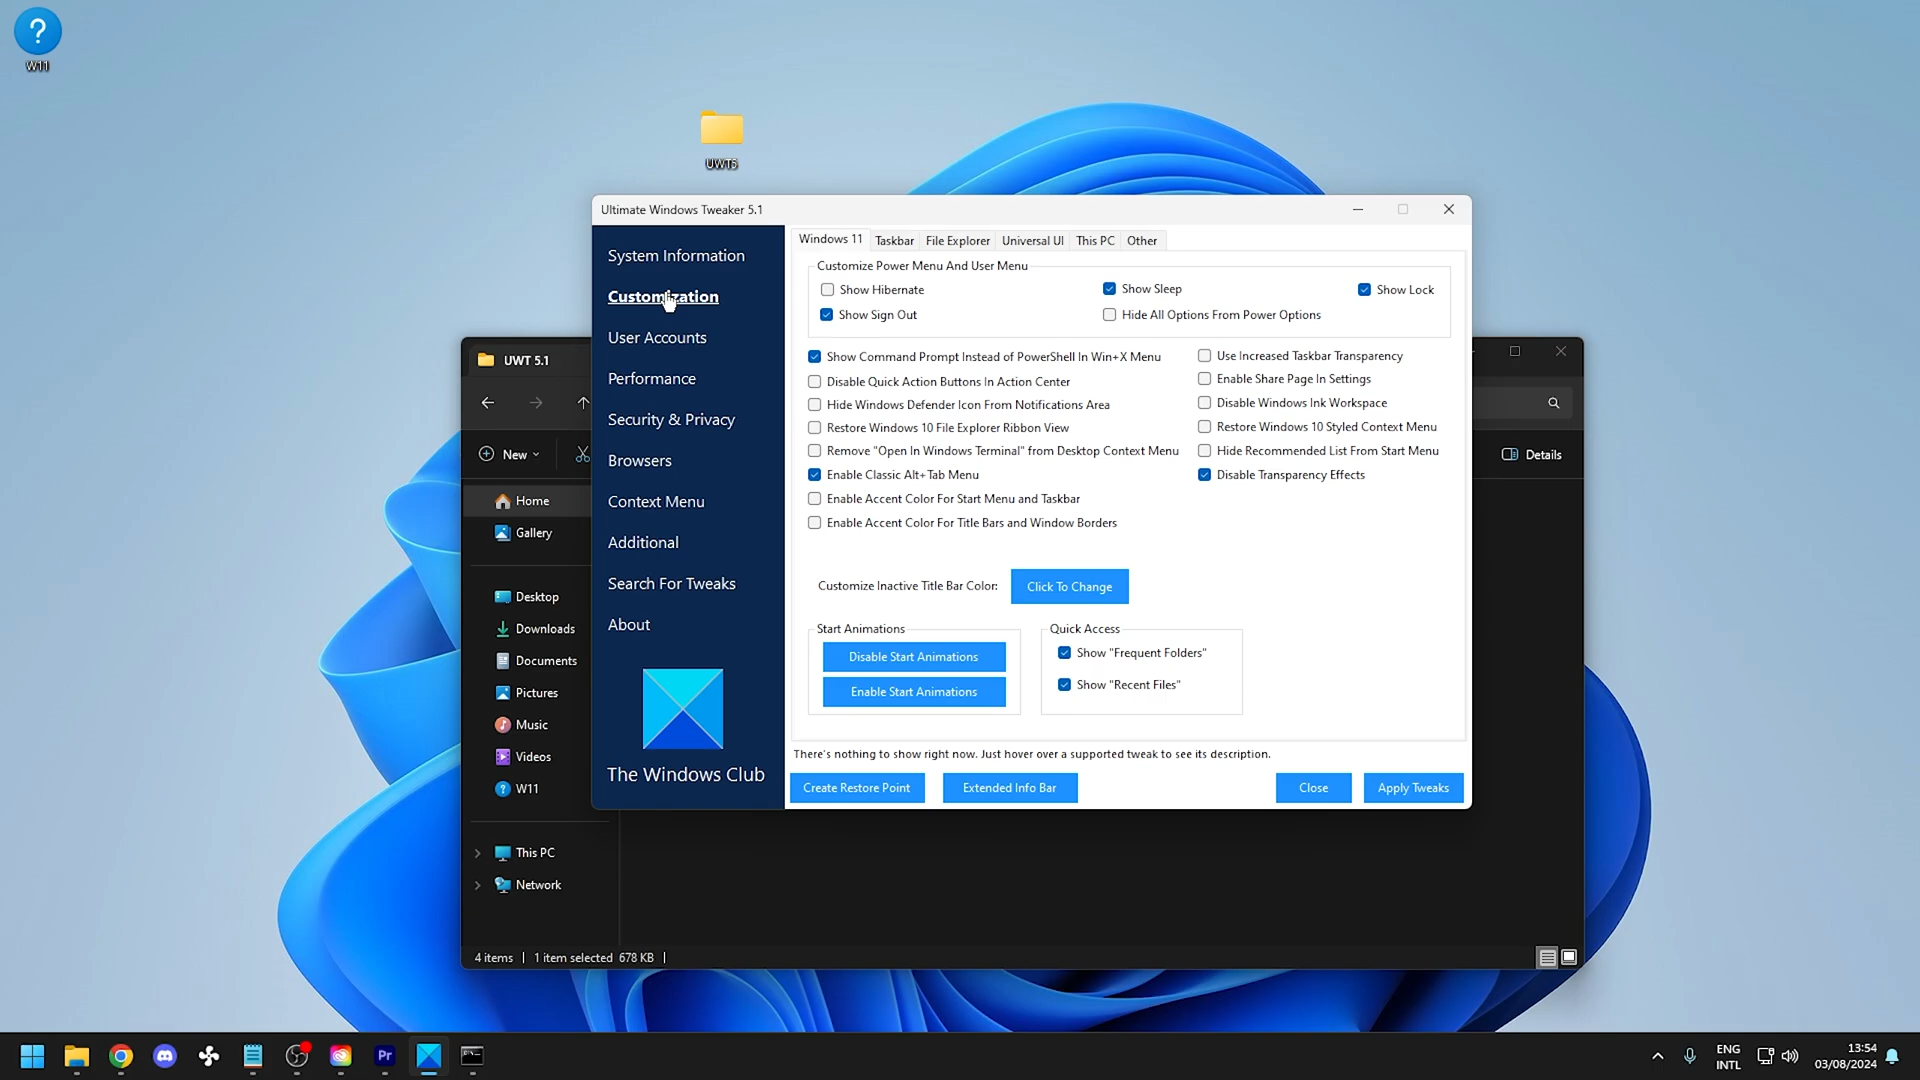 W11
UWT5
Ultimate Windows Tweaker 5.1
System Information
Customization
User Accounts
Performance
Security & Privacy
Browsers
Context Menu
Additional
Search For Tweaks
About
The Windows Club
Windows 11
Taskbar
File Explorer
Universal UI
This PC
Other
Customize Power Menu And User Menu
Show Hibernate
Show Sleep
Show Lock
Show Sign Out
Hide All Options From Power Options
Show Command Prompt Instead of PowerShell In Win+X Menu
Disable Quick Action Buttons In Action Center
Hide Windows Defender Icon From Notifications Area
Restore Windows 10 File Explorer Ribbon View
Remove "Open In Windows Terminal" from Desktop Context Menu
Enable Classic Alt+Tab Menu
Enable Accent Color For Start Menu and Taskbar
Enable Accent Color For Title Bars and Window Borders
Use Increased Taskbar Transparency
Enable Share Page In Settings
Disable Windows Ink Workspace
Restore Windows 10 Styled Context Menu
Hide Recommended List From Start Menu
Disable Transparency Effects
Customize Inactive Title Bar Color:
Click To Change
Start Animations
Disable Start Animations
Enable Start Animations
Quick Access
Show "Frequent Folders"
Show "Recent Files"
There's nothing to show right now. Just hover over a supported tweak to see its description.
Create Restore Point
Extended Info Bar
Close
Apply Tweaks
UWT 5.1
New
Details
Home
Gallery
Desktop
Downloads
Documents
Pictures
Music
Videos
W11
This PC
Network
4 items
1 item selected 678 KB
Pr
ENG
INTL
13:54
03/08/2024